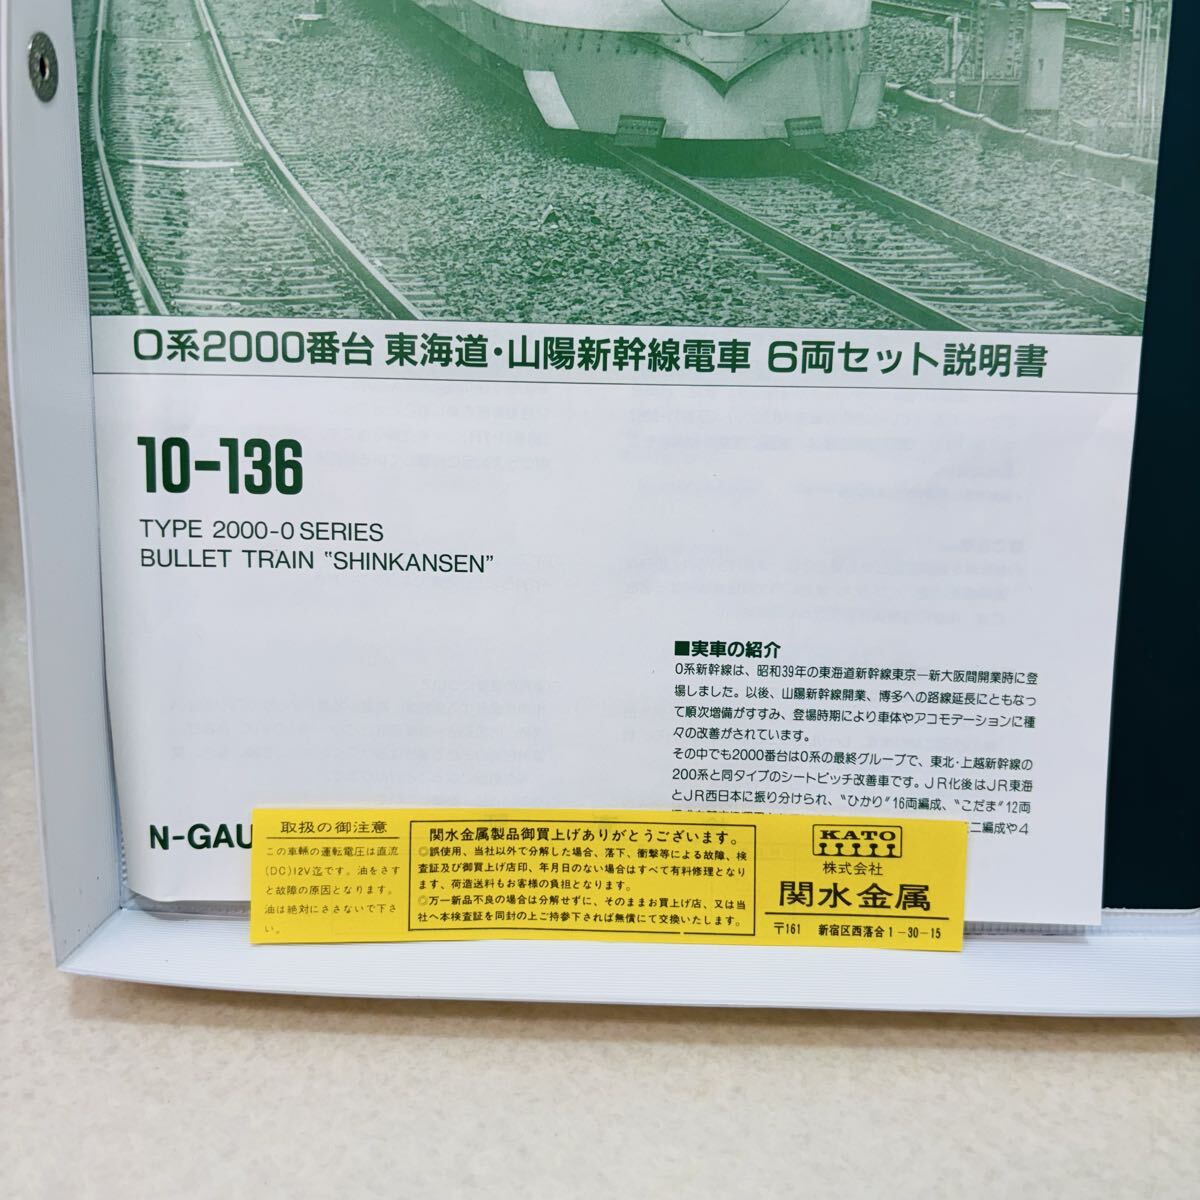 0系2000番台 東海道・山陽新幹線電車 6両セット説明書
10-136
TYPE 2000-0 SERIES
BULLET TRAIN “SHINKANSEN”
■実車の紹介
0系新幹線は、昭和39年の東海道新幹線東京ー新大阪間開業時に登
場しました。以後、山陽新幹線開業、博多への路線延長にともなっ
て順次増備がすすみ、登場時期により車体やアコモデーションに種
々の改善がされています。
その中でも2000番台は0系の最終グループで、東北・上越新幹線の
200系と同タイプのシートピッチ改善車です。JR化後はJR東海
とJR西日本に振り分けられ、“ひかり”16両編成、“こだま”12両
二編成や4
N-GAU
取扱の御注意
この車輛の運転電圧は直流
(DC)12V迄です。油をさす
と故障の原因となります。
油は絶対にささないで下さ
い。
関水金属製品御買上げありがとうございます。
◎誤使用、当社以外で分解した場合、落下、衝撃等による故障、検
査証及び御買上げ店印、年月日のない場合はすべて有料修理となり
ます、荷造送料もお客様の負担となります。
◎万一新品不良の場合は分解せずに、そのままお買上げ店、又は当
社へ本検査証を同封の上ご持参下されば無償にて交換いたします。
KATO
株式会社
関水金属
〒161 新宿区西落合1-30-15